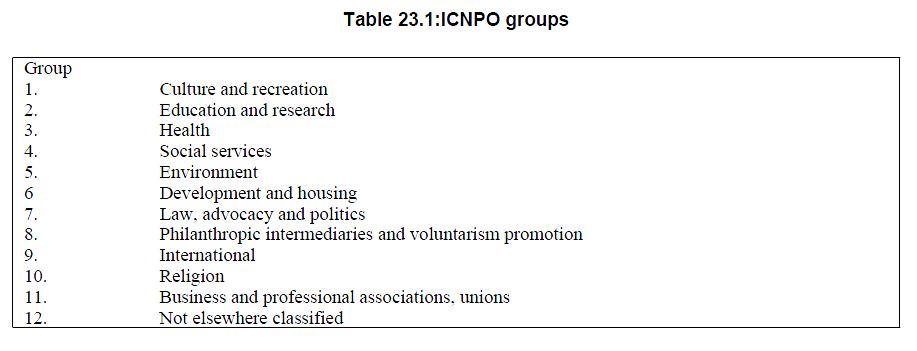 Table 23.1:ICNPO groups
Group
1. Culture and recreation
2. Education and research
3. Health
4. Social services
5. Environment
6 Development and housing
7. Law, advocacy and politics
8. Philanthropic intermediaries and voluntarism promotion
9. International
10. Religion
11. Business and professional associations, unions
12. Not elsewhere classified